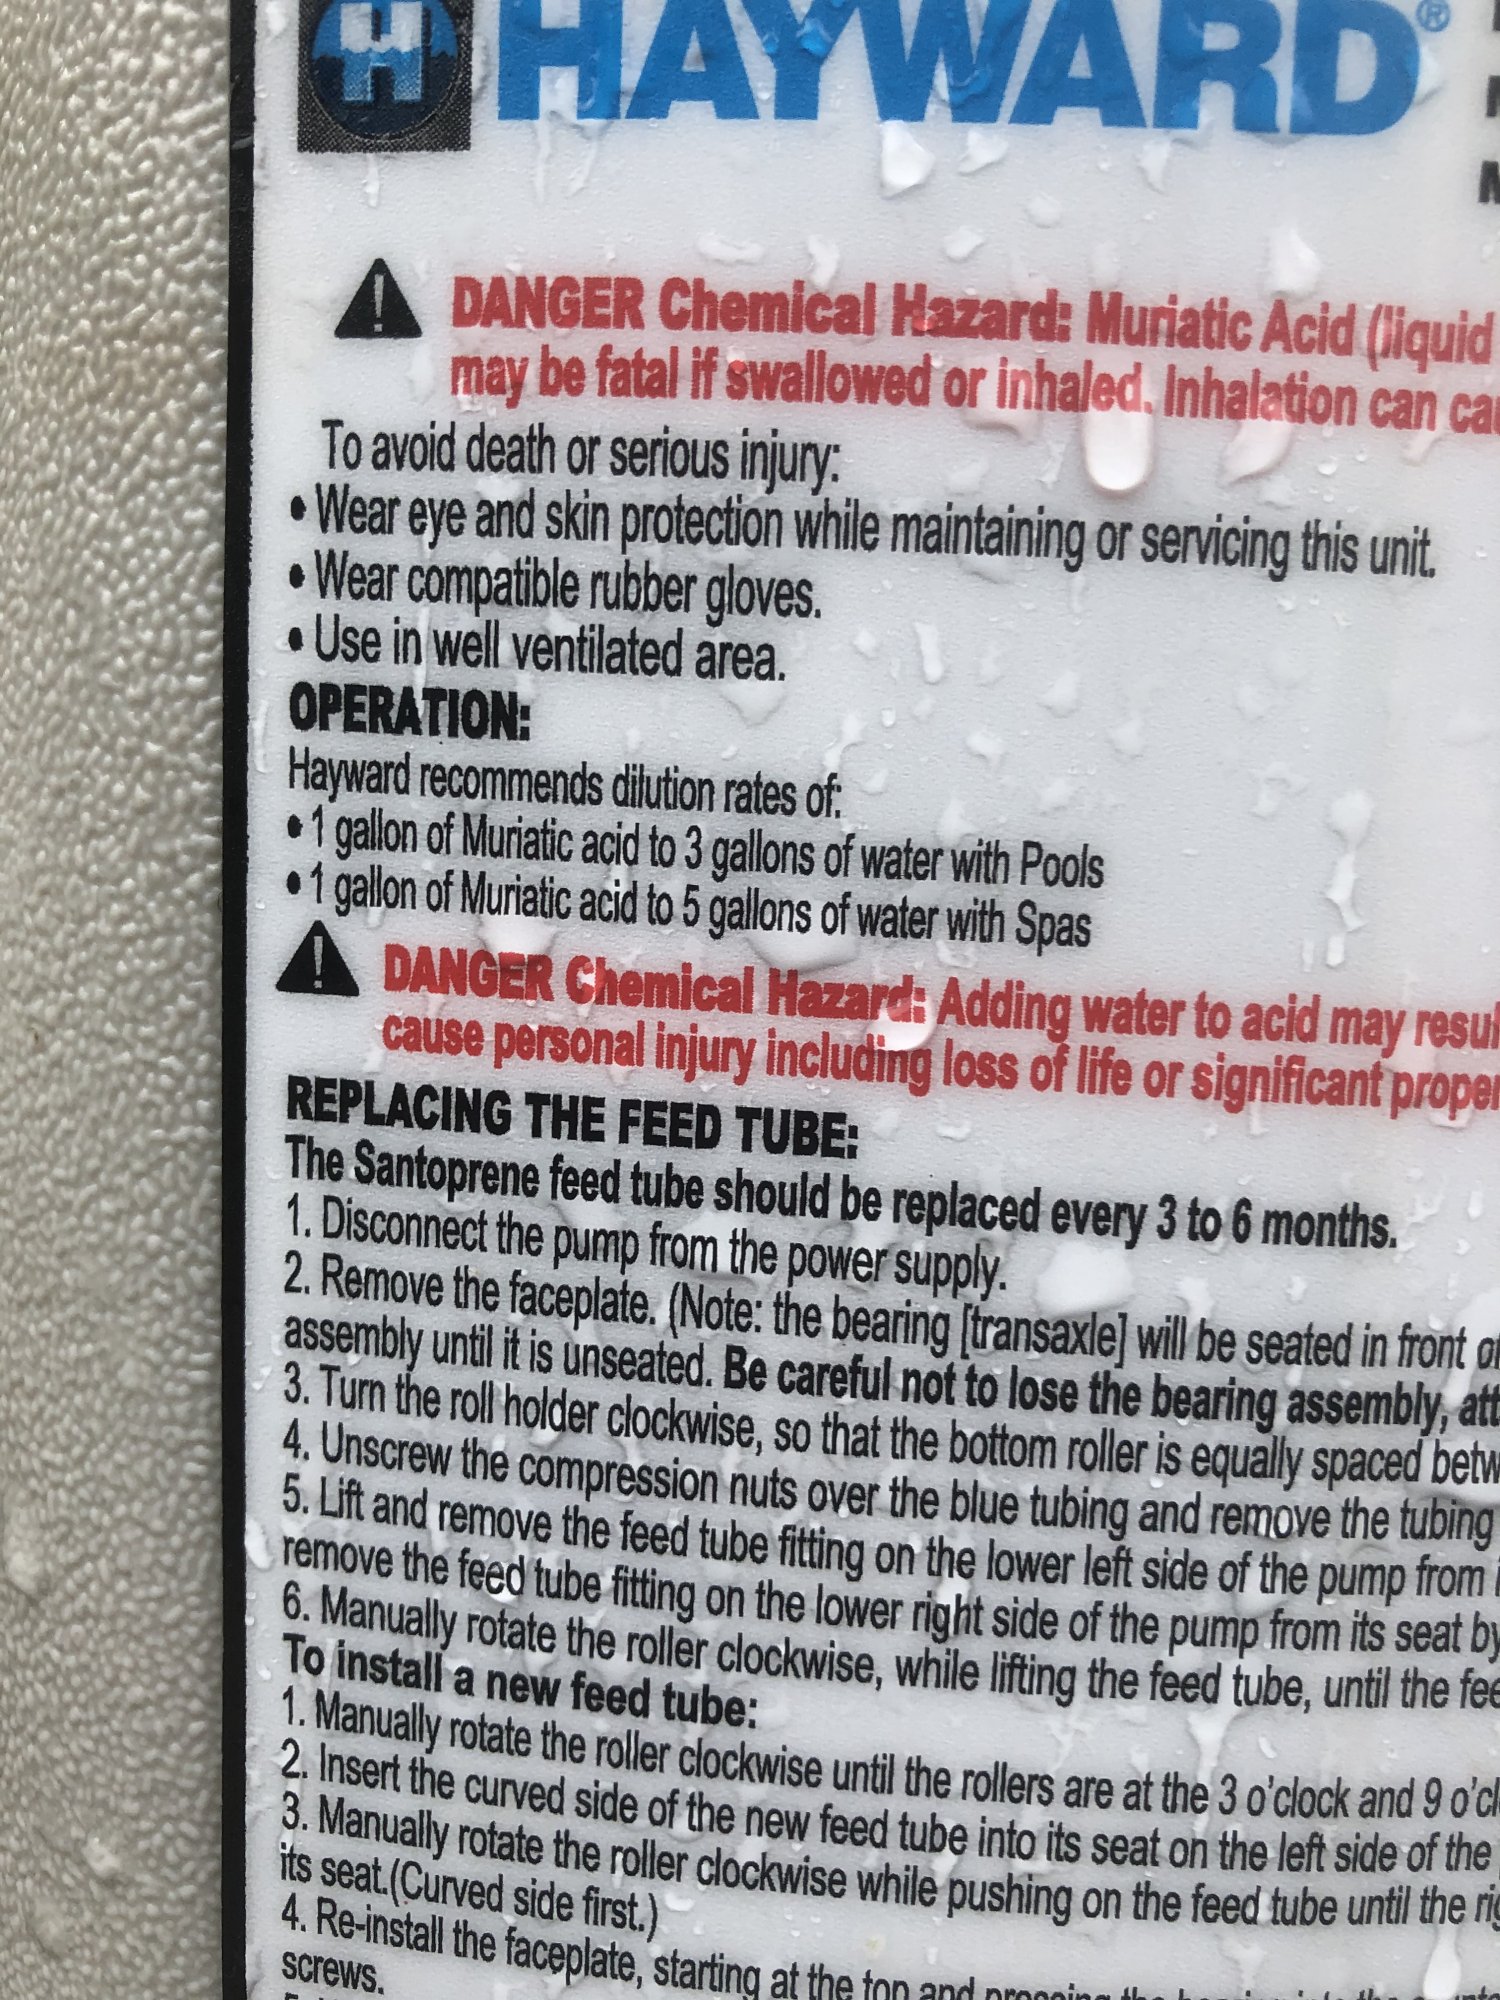 H HAYWARD®
DANGER Chemical Hazard: Muriatic Acid (liquid
may be fatal if swallowed or inhaled. Inhalation can
To avoid death or serious injury:
• Wear eye and skin protection while maintaining or servicing this unit.
• Wear compatible rubber gloves.
• Use in well ventilated area.
OPERATION:
Hayward recommends dilution rates of:
• 1 gallon of Muriatic acid to 3 gallons of water with Pools
• 1 gallon of Muriatic acid to 5 gallons of water with Spas
DANGER Chemical Hazard: Adding water to acid may
cause personal injury including loss of life or significant
REPLACING THE FEED TUBE:
The Santoprene feed tube should be replaced every 3 to 6 months.
1. Disconnect the pump from the power supply.
2. Remove the faceplate. (Note: the bearing [transaxle] will be seated in front
assembly until it is unseated. Be careful not to lose the bearing assembly,
3. Turn the roll holder clockwise, so that the bottom roller is equally spaced
4. Unscrew the compression nuts over the blue tubing and remove the tubing
5. Lift and remove the feed tube fitting on the lower left side of the pump from
remove the feed tube fitting on the lower right side of the pump from its seat by
6. Manually rotate the roller clockwise, while lifting the feed tube, until the
To install a new feed tube:
1. Manually rotate the roller clockwise until the rollers are at the 3 o'clock and 9
2. Insert the curved side of the new feed tube into its seat on the left side of the
3. Manually rotate the roller clockwise while pushing on the feed tube until the
its seat.(Curved side first.)
4. Re-install the faceplate, starting at the top and pressing the
screws.